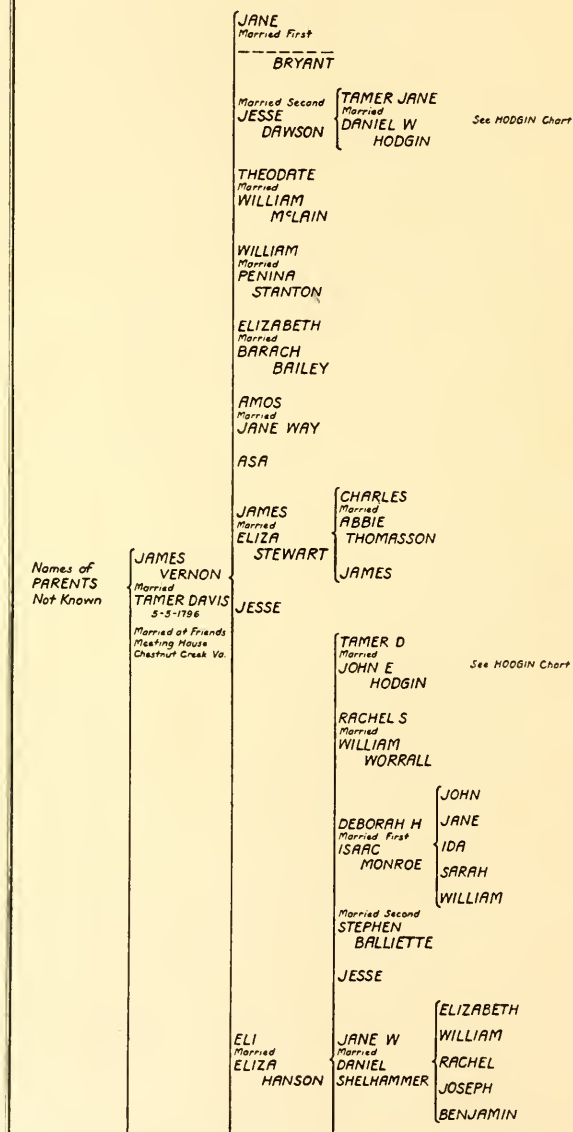 JANE
Married First
BRYANT
Married Second
JESSE
DAWSON
TAMER JANE
Married
DANIEL W
HODGIN
See HODGIN Chart
THEODATE
Married
WILLIAM
McLAIN
WILLIAM
Married
PENINA
STANTON
ELIZABETH
Married
BARACH
BAILEY
AMOS
Married
JANE WAY
ASA
JAMES
Married
ELIZA
STEWART
CHARLES
Married
ABBIE
THOMASSON
JAMES
Names of
PARENTS
Not Known
JAMES
VERNON
Married
TAMER DAVIS
5-5-1796
Married at Friends
Meeting House
Chestnut Creek Va.
JESSE
TAMER D
Married
JOHN E
HODGIN
See HODGIN Chart
RACHEL S
Married
WILLIAM
WORRALL
DEBORAH H
Married First
ISAAC
MONROE
JOHN
JANE
IDA
SARAH
WILLIAM
Married Second
STEPHEN
BALLIETTE
JESSE
ELI
Married
ELIZA
HANSON
JANE W
Married
DANIEL
SHELHAMMER
ELIZABETH
WILLIAM
RACHEL
JOSEPH
BENJAMIN